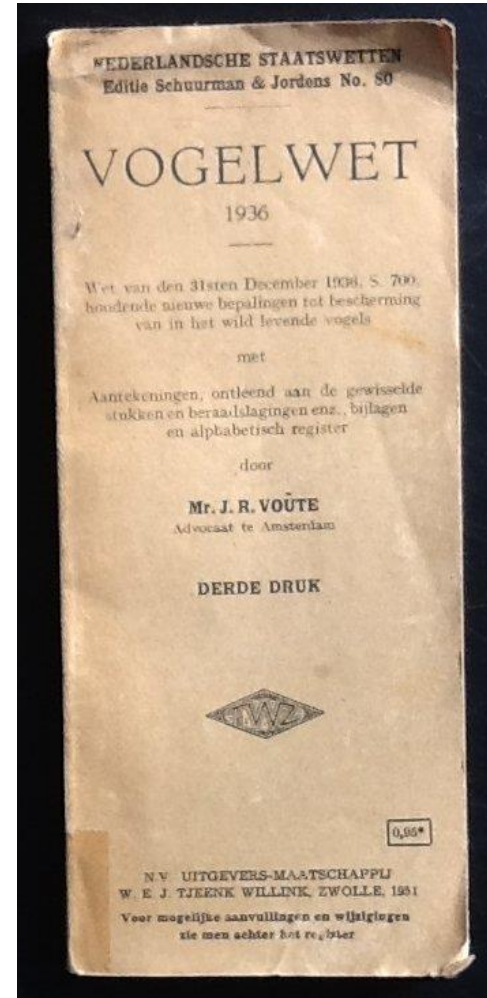 NEDERLANDSCHE STAATSWETTEN
Editie Schuurman & Jordens No. 80
VOGELWET
1936
Wet van den 31sten December 1936, S. 700,
houdende nieuwe bepalingen tot bescherming
van in het wild levende vogels
met
Aantekeningen, ontleend aan de gewisselde
stukken en beraadslagingen enz., bijlagen
en alphabetisch register
door
Mr. J. R. VOÛTE
Advocaat te Amsterdam
DERDE DRUK
TWZ
0,95*
N.V. UITGEVERS-MAATSCHAPPIJ
W. E. J. TJEENK WILLINK, ZWOLLE, 1951
Voor mogelijke aanvullingen en wijzigingen
zie men achter het register